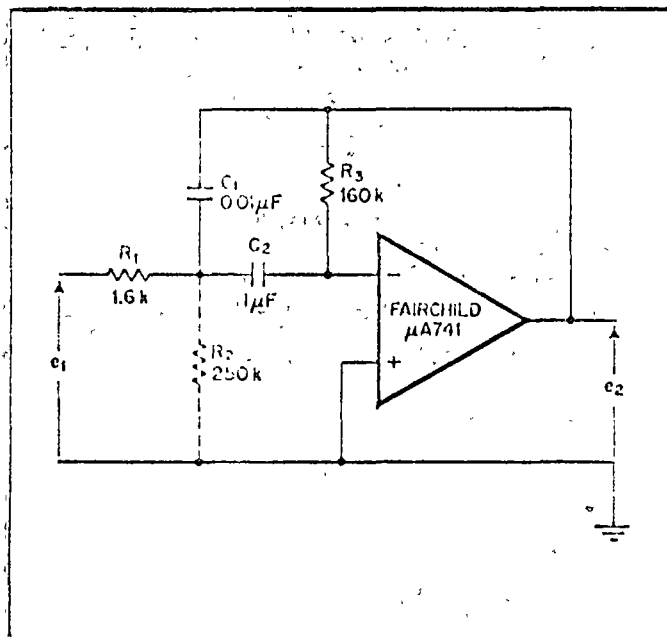 C₁
0.01μF
R₃
160k
C₂
1μF
R₁
1.6k
R₂
250k
FAIRCHILD
μA741
−
+
e₁
e₂